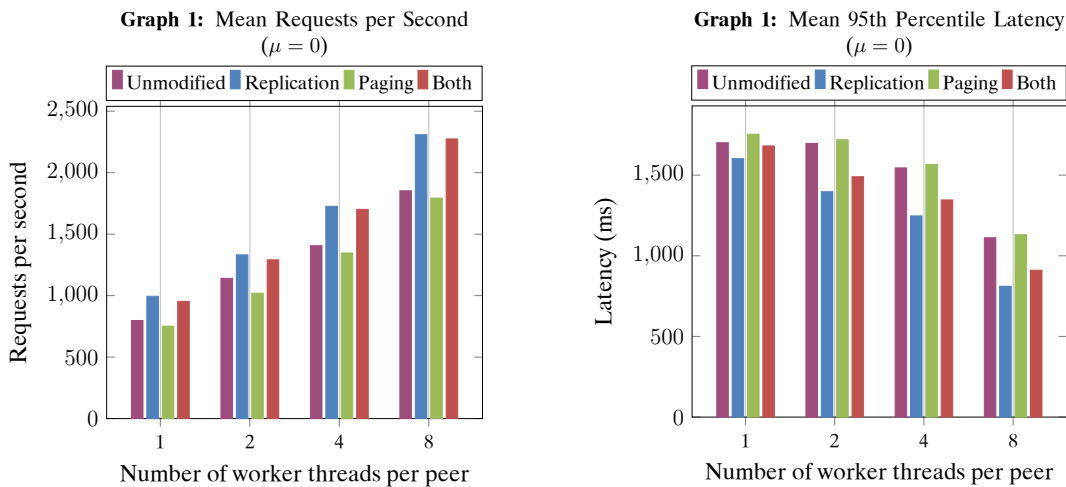 Graph 1: Mean Requests per Second
(μ = 0)
Unmodified Replication Paging Both
2,500
2,000
1,500
1,000
500
0
Requests per second
1 2 4 8
Number of worker threads per peer
Graph 1: Mean 95th Percentile Latency
(μ = 0)
Unmodified Replication Paging Both
1,500
1,000
500
0
Latency (ms)
1 2 4 8
Number of worker threads per peer